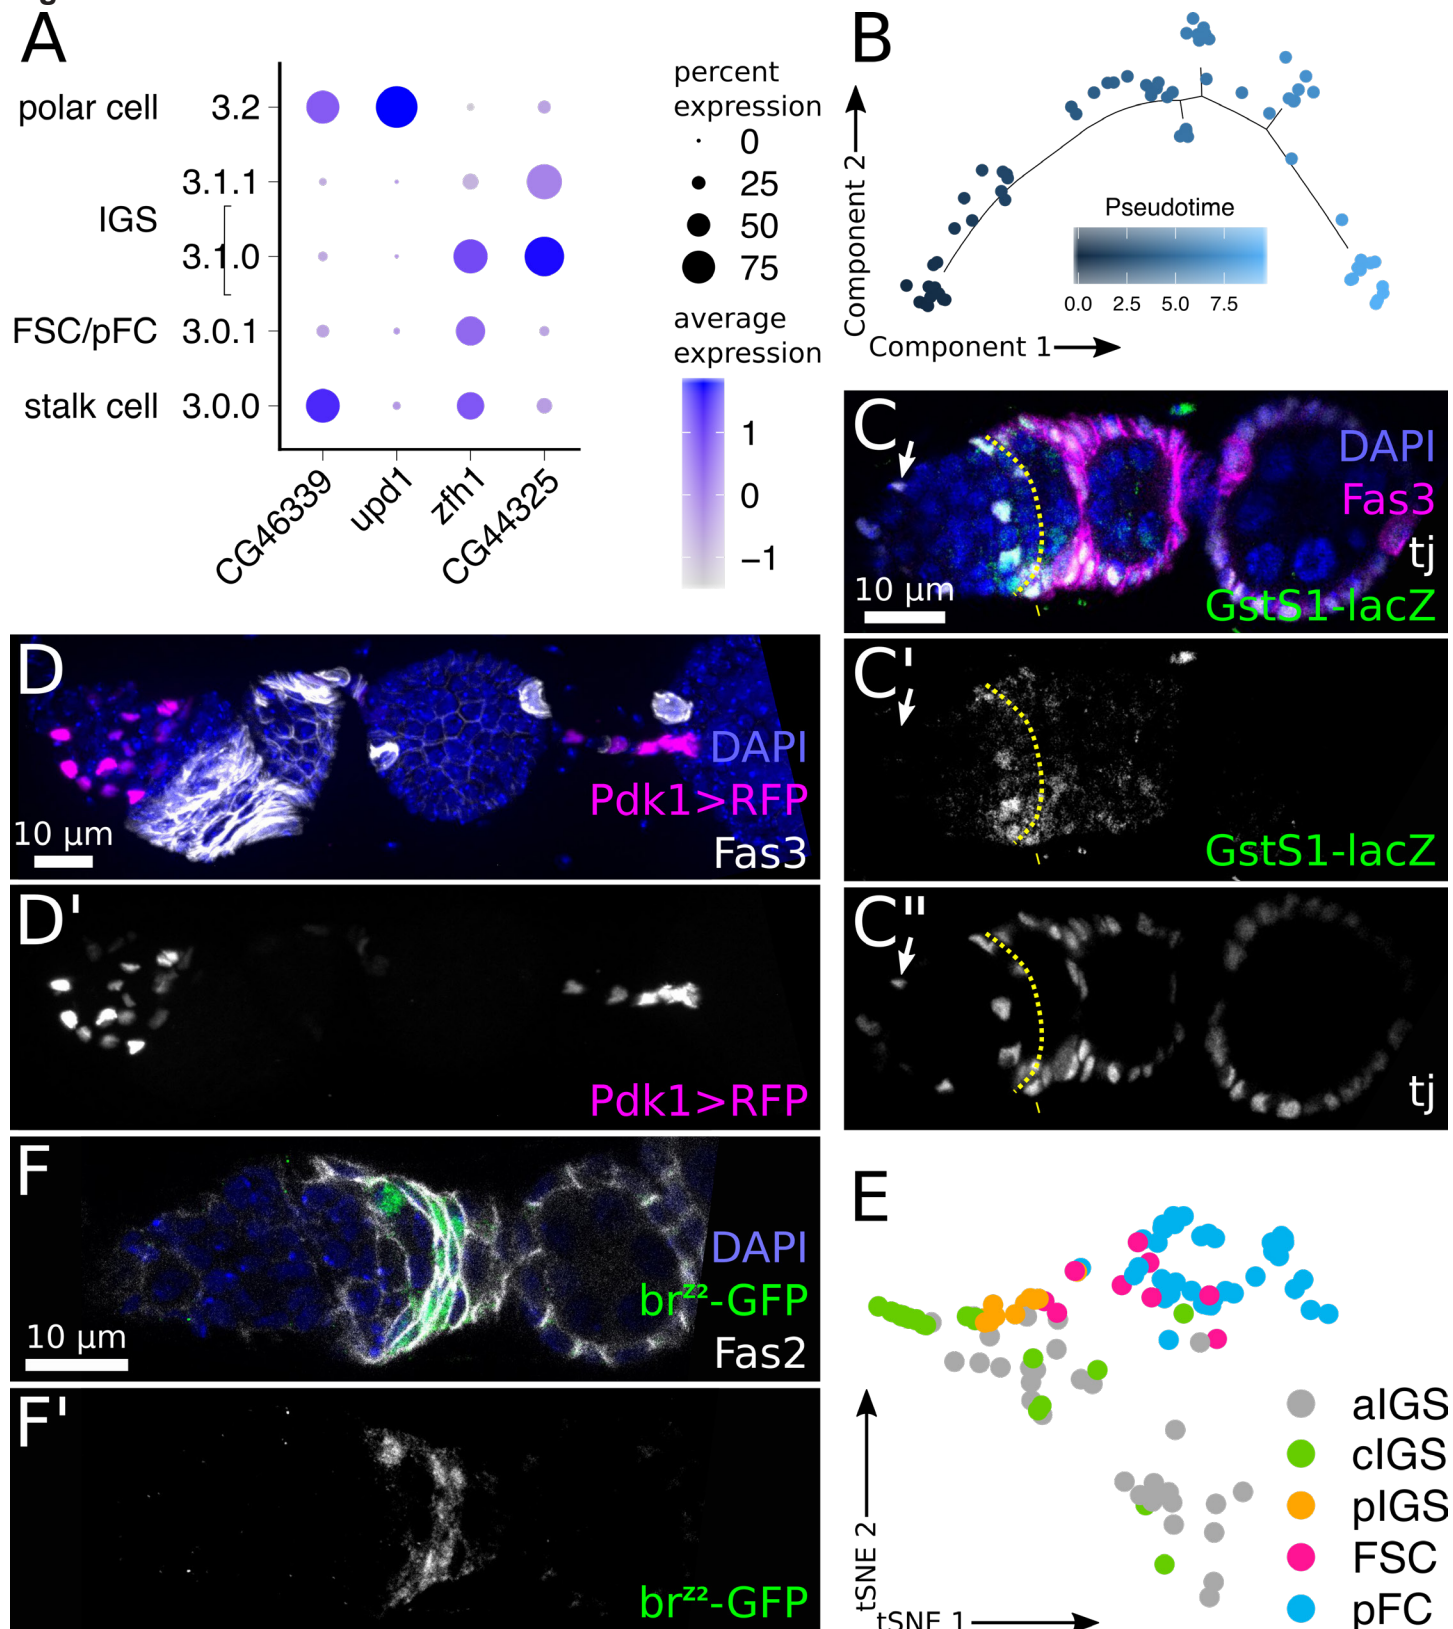 A
polar cell 3.2
3.1.1
IGS
3.1.0
FSC/pFC 3.0.1
stalk cell 3.0.0
CG46339
upd1
zfh1
CG44325
percent
expression
0
25
50
75
average
expression
1
0
−1
B
Component 2
Component 1
Pseudotime
0.0 2.5 5.0 7.5
C
DAPI
Fas3
tj
GstS1-lacZ
10 µm
C'
GstS1-lacZ
C"
tj
D
DAPI
Pdk1>RFP
Fas3
10 µm
D'
Pdk1>RFP
F
DAPI
brᶻ²-GFP
Fas2
10 µm
F'
brᶻ²-GFP
E
tSNE 2
tSNE 1
aIGS
cIGS
pIGS
FSC
pFC